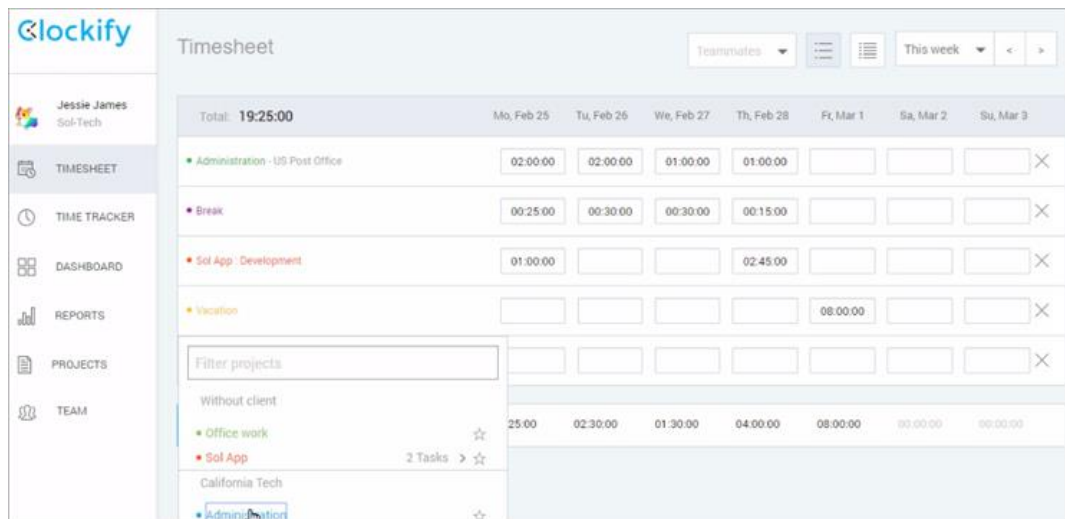 Clockify
Timesheet
Teammates
This week
<
>
Jessie James
Sol-Tech
TIMESHEET
TIME TRACKER
DASHBOARD
REPORTS
PROJECTS
TEAM
Total: 19:25:00 Mo, Feb 25 Tu, Feb 26 We, Feb 27 Th, Feb 28 Fr, Mar 1 Sa, Mar 2 Su, Mar 3
Administration - US Post Office 02:00:00 02:00:00 01:00:00 01:00:00
Break 00:25:00 00:30:00 00:30:00 00:15:00
Sol App : Development 01:00:00 02:45:00
Vacation 08:00:00
Filter projects
Without client
Office work
Sol App 2 Tasks >
California Tech
Administration
25:00 02:30:00 01:30:00 04:00:00 08:00:00 00:00:00 00:00:00